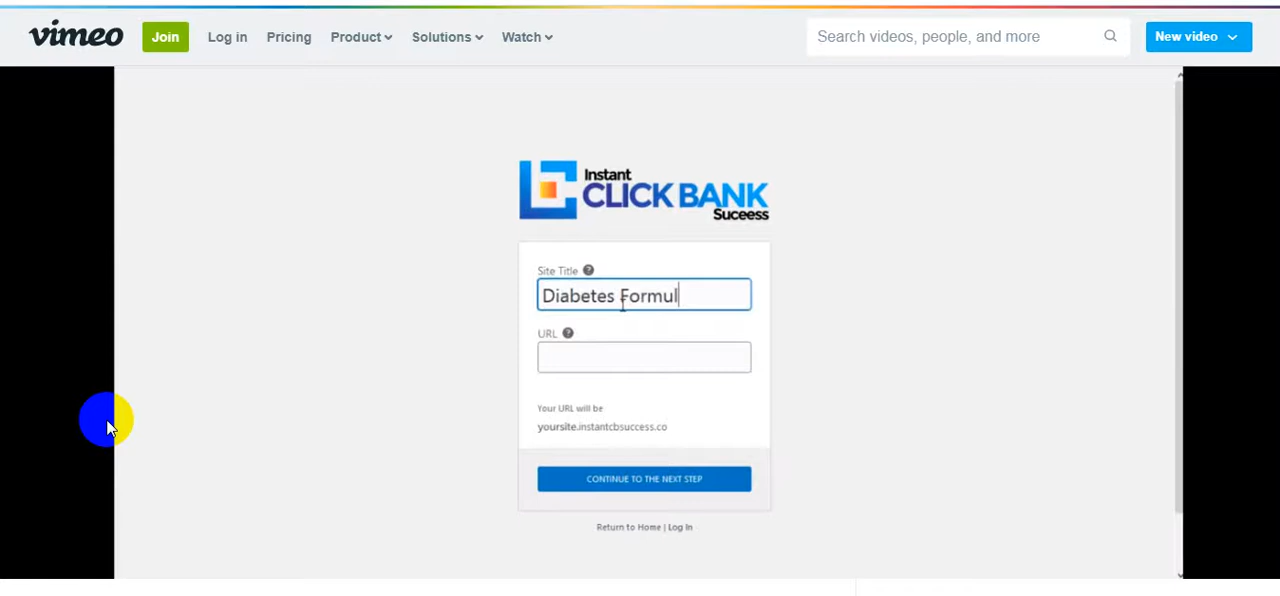 vimeo Join Log in Pricing Product Solutions Watch Search videos, people, and more New video
Instant
CLICK BANK
Suceess
Site Title ?
Diabetes Formul
URL ?
Your URL will be
yoursite.instantcbsuccess.co
CONTINUE TO THE NEXT STEP
Return to Home | Log In